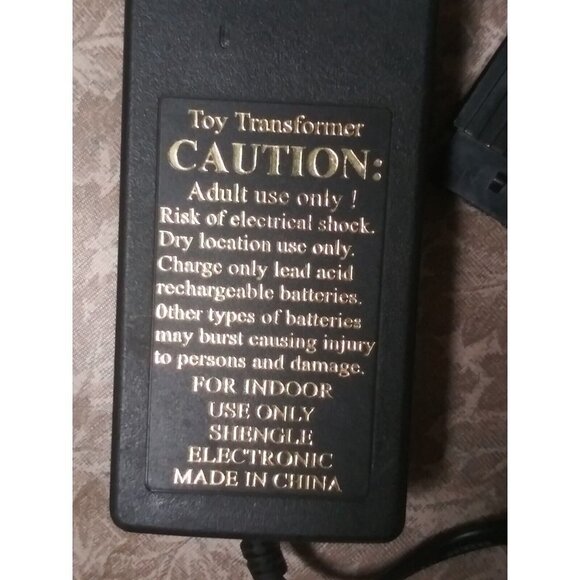 Toy Transformer
CAUTION:
Adult use only !
Risk of electrical shock.
Dry location use only.
Charge only lead acid
rechargeable batteries.
Other types of batteries
may burst causing injury
to persons and damage.
FOR INDOOR
USE ONLY
SHENGLE
ELECTRONIC
MADE IN CHINA